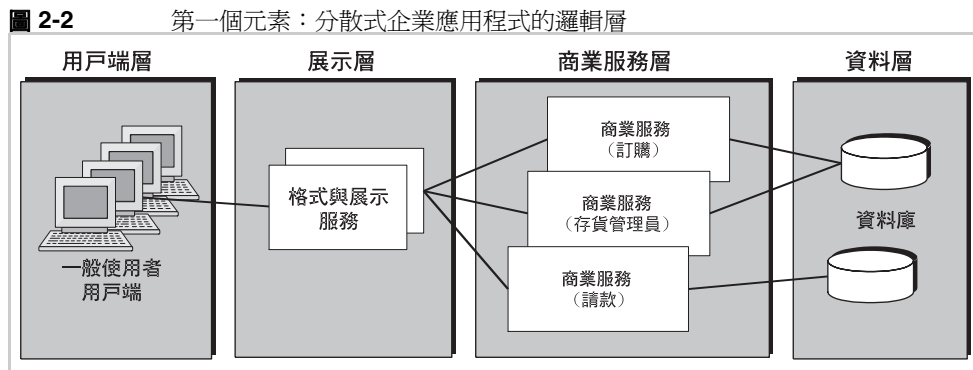 圖 2-2 第一個元素：分散式企業應用程式的邏輯層
用戶端層 展示層 商業服務層 資料層
一般使用者
用戶端
格式與展示
服務
商業服務
（訂購）
商業服務
（存貨管理員）
商業服務
（請款）
資料庫